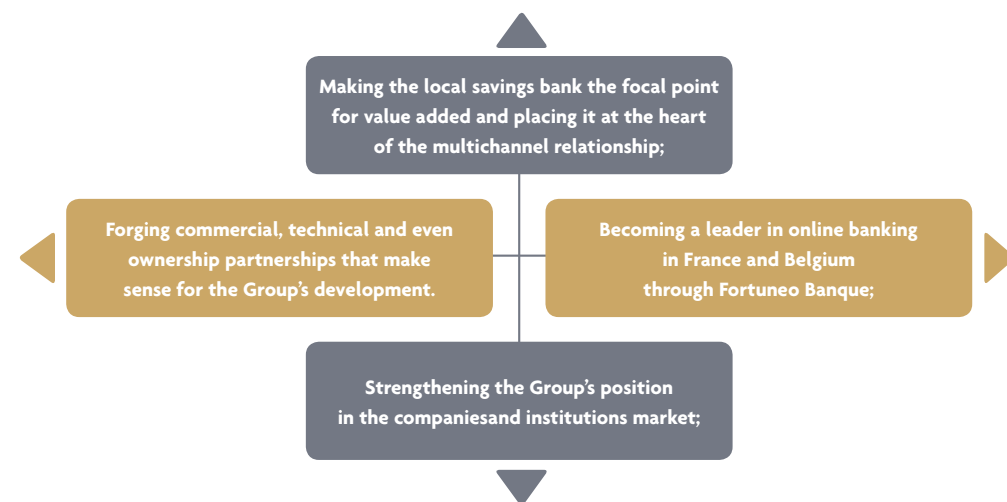 Making the local savings bank the focal point
for value added and placing it at the heart
of the multichannel relationship;
Forging commercial, technical and even
ownership partnerships that make
sense for the Group’s development.
Becoming a leader in online banking
in France and Belgium
through Fortuneo Banque;
Strengthening the Group’s position
in the companiesand institutions market;